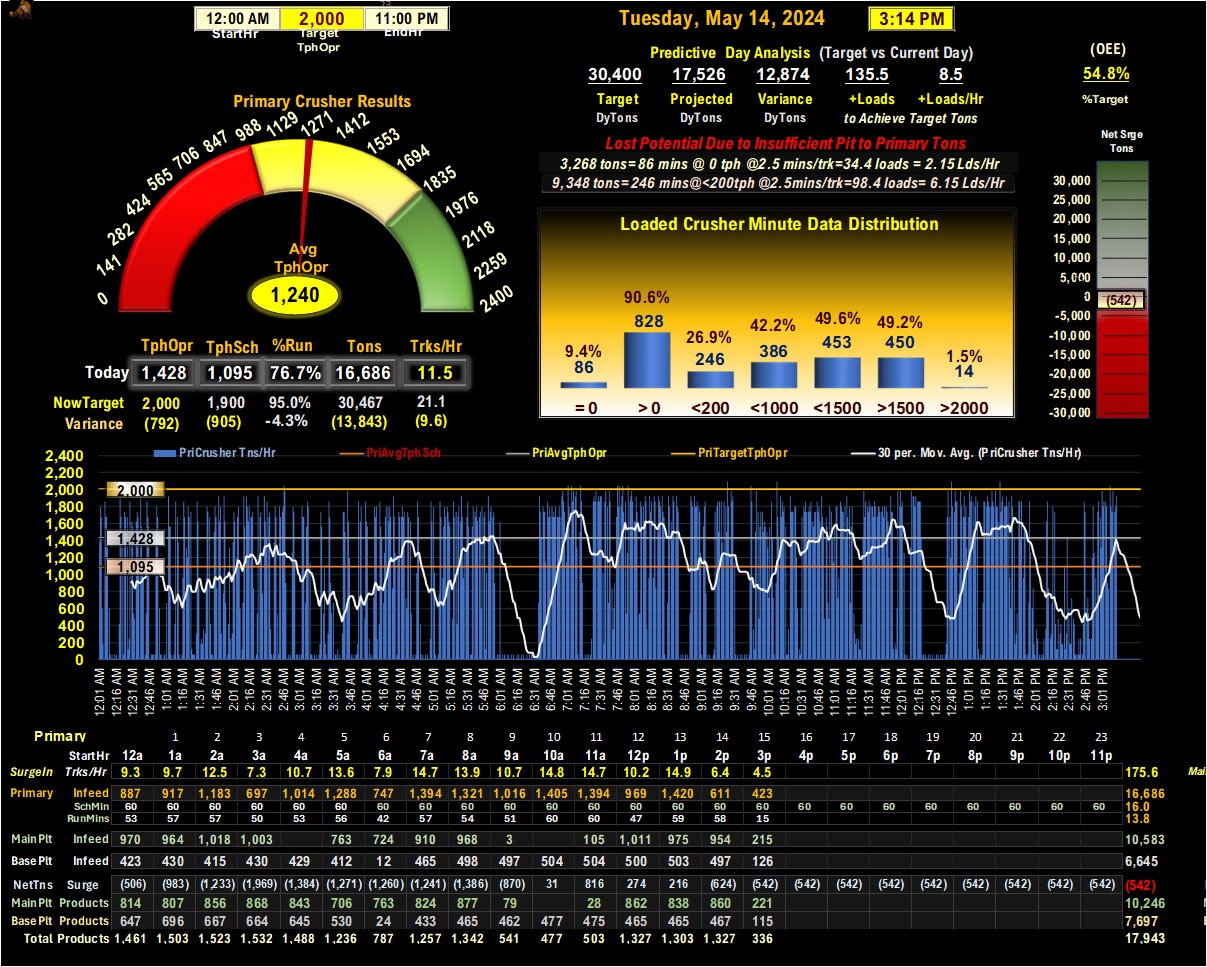 23
12:00 AM 2,000 11:00 PM
StartHr Target TphOpr EndHr
Tuesday, May 14, 2024 3:14 PM
Predictive Day Analysis (Target vs Current Day)
30,400 17,526 12,874 135.5 8.5
Target Projected Variance +Loads +Loads/Hr
DyTons DyTons DyTons to Achieve Target Tons
(OEE)
54.8%
%Target
Primary Crusher Results
0 141 282 424 565 706 847 988 1129 1271 1412 1553 1694 1835 1976 2118 2259 2400
Avg
TphOpr
1,240
Lost Potential Due to Insufficient Pit to Primary Tons
3,268 tons=86 mins @ 0 tph @2.5 mins/trk=34.4 loads = 2.15 Lds/Hr
9,348 tons=246 mins@<200tph @2.5mins/trk=98.4 loads= 6.15 Lds/Hr
Loaded Crusher Minute Data Distribution
9.4% 90.6% 26.9% 42.2% 49.6% 49.2% 1.5%
86 828 246 386 453 450 14
= 0 > 0 <200 <1000 <1500 >1500 >2000
Net Srge
Tons
30,000
25,000
20,000
15,000
10,000
5,000
0
(542)
-5,000
-10,000
-15,000
-20,000
-25,000
-30,000
TphOpr TphSch %Run Tons Trks/Hr
Today 1,428 1,095 76.7% 16,686 11.5
NowTarget 2,000 1,900 95.0% 30,467 21.1
Variance (792) (905) -4.3% (13,843) (9.6)
PriCrusher Tns/Hr PriAvgTph Sch PriAvgTph Opr PriTargetTphOpr 30 per. Mov. Avg. (PriCrusher Tns/Hr)
2,400
2,200
2,000
1,800
1,600
1,400
1,200
1,000
800
600
400
200
0
2,000
1,428
1,095
12:01 AM 12:16 AM 12:31 AM 12:46 AM 1:01 AM 1:16 AM 1:31 AM 1:46 AM 2:01 AM 2:16 AM 2:31 AM 2:46 AM 3:01 AM 3:16 AM 3:31 AM 3:46 AM 4:01 AM 4:16 AM 4:31 AM 4:46 AM 5:01 AM 5:16 AM 5:31 AM 5:46 AM 6:01 AM 6:16 AM 6:31 AM 6:46 AM 7:01 AM 7:16 AM 7:31 AM 7:46 AM 8:01 AM 8:16 AM 8:31 AM 8:46 AM 9:01 AM 9:16 AM 9:31 AM 9:46 AM 10:01 AM 10:16 AM 10:31 AM 10:46 AM 11:01 AM 11:16 AM 11:31 AM 11:46 AM 12:01 PM 12:16 PM 12:31 PM 12:46 PM 1:01 PM 1:16 PM 1:31 PM 1:46 PM 2:01 PM 2:16 PM 2:31 PM 2:46 PM 3:01 PM
Primary 1 2 3 4 5 6 7 8 9 10 11 12 13 14 15 16 17 18 19 20 21 22 23
StartHr 12a 1a 2a 3a 4a 5a 6a 7a 8a 9a 10a 11a 12p 1p 2p 3p 4p 5p 6p 7p 8p 9p 10p 11p
SurgeIn Trks/Hr 9.3 9.7 12.5 7.3 10.7 13.6 7.9 14.7 13.9 10.7 14.8 14.7 10.2 14.9 6.4 4.5 175.6
Primary Infeed 887 917 1,183 697 1,014 1,288 747 1,394 1,321 1,016 1,405 1,394 969 1,420 611 423 16,686
SchMin 60 60 60 60 60 60 60 60 60 60 60 60 60 60 60 60 60 60 60 60 60 60 60 60 16.0
RunMins 53 57 57 50 53 56 42 57 54 51 60 60 47 59 58 15 13.8
MainPlt Infeed 970 964 1,018 1,003 763 724 910 968 3 105 1,011 975 954 215 10,583
BasePlt Infeed 423 430 415 430 429 412 12 465 498 497 504 504 500 503 497 126 6,645
NetTns Surge (506) (983) (1,233) (1,969) (1,384) (1,271) (1,260) (1,241) (1,386) (870) 31 816 274 216 (624) (542) (542) (542) (542) (542) (542) (542) (542) (542) (542)
MainPlt Products 814 807 856 868 843 706 763 824 877 79 28 862 838 860 221 10,246
BasePlt Products 647 696 667 664 645 530 24 433 465 462 477 475 465 465 467 115 7,697
Total Products 1,461 1,503 1,523 1,532 1,488 1,236 787 1,257 1,342 541 477 503 1,327 1,303 1,327 336 17,943